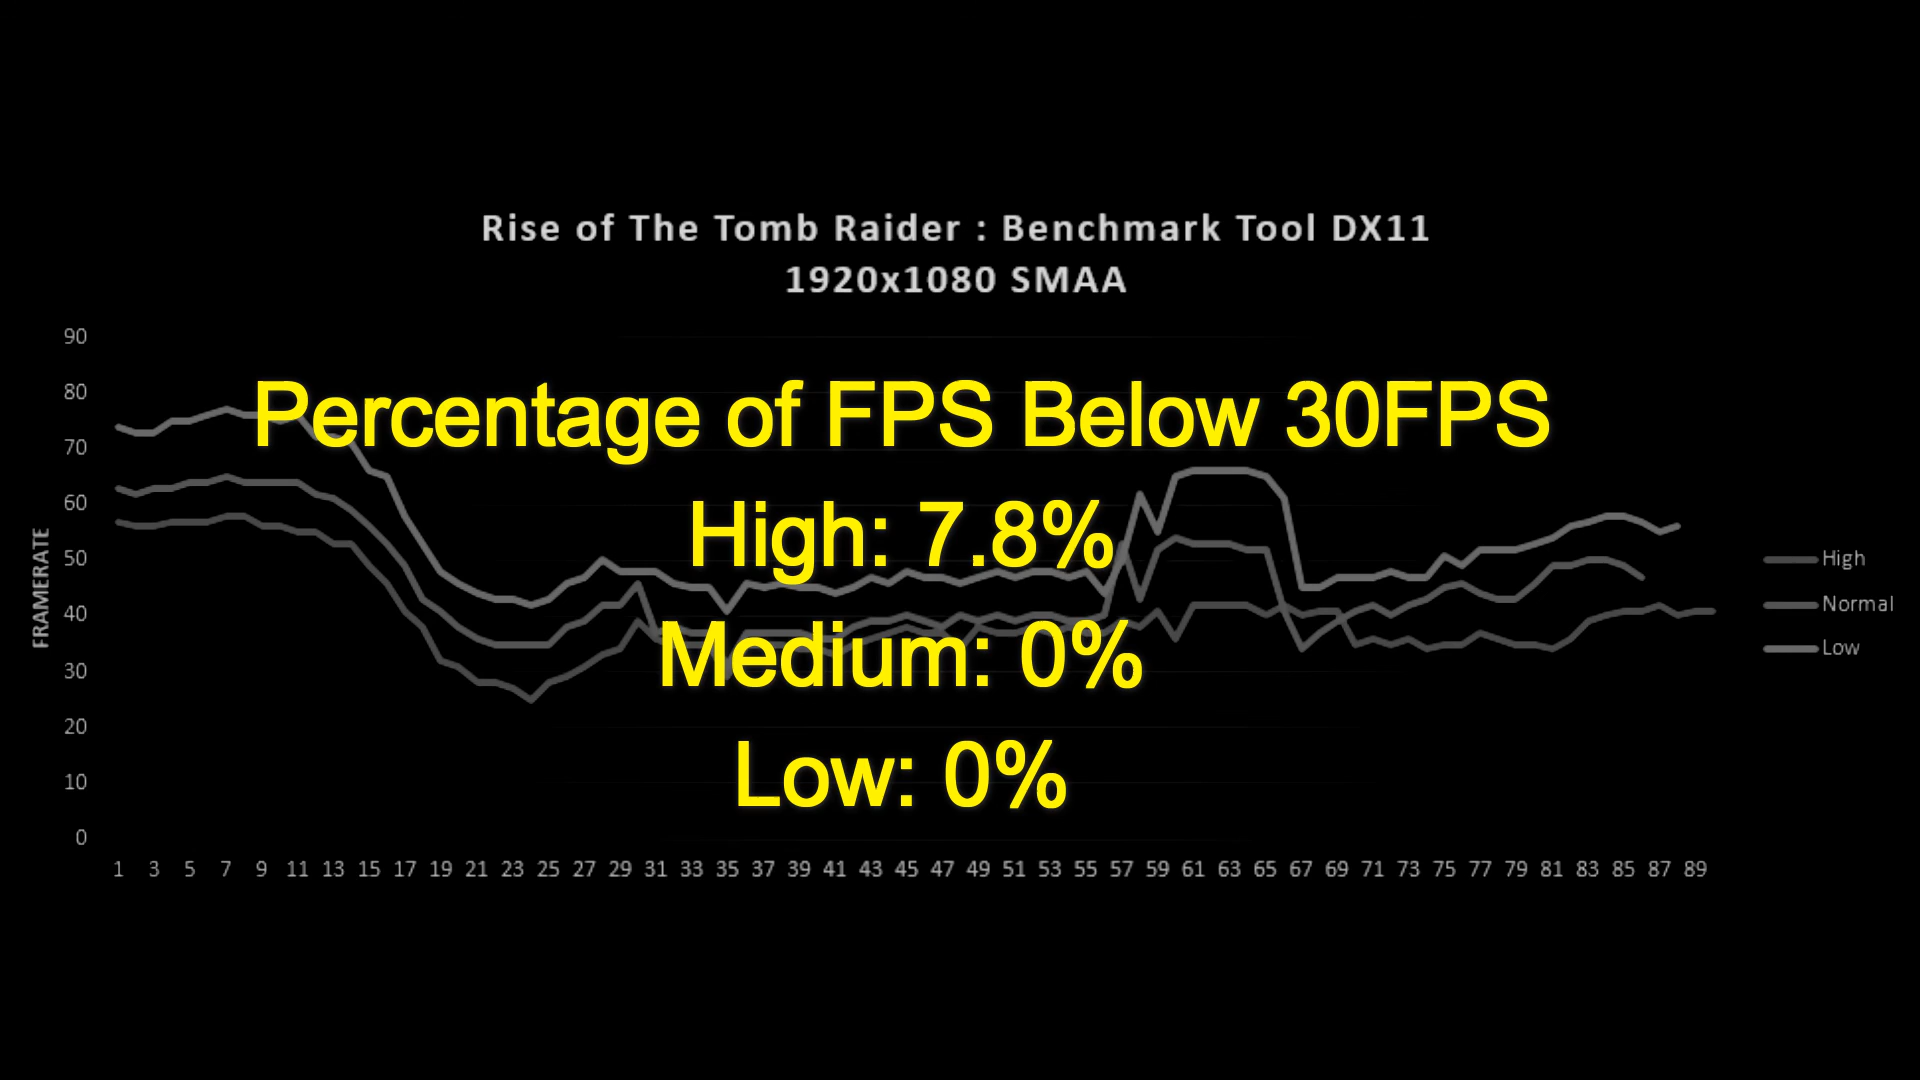 Rise of The Tomb Raider : Benchmark Tool DX11
1920x1080 SMAA
90
80
70
60
50
40
30
20
10
0
FRAMERATE
Percentage of FPS Below 30FPS
High: 7.8%
Medium: 0%
Low: 0%
High
Normal
Low
1 3 5 7 9 11 13 15 17 19 21 23 25 27 29 31 33 35 37 39 41 43 45 47 49 51 53 55 57 59 61 63 65 67 69 71 73 75 77 79 81 83 85 87 89